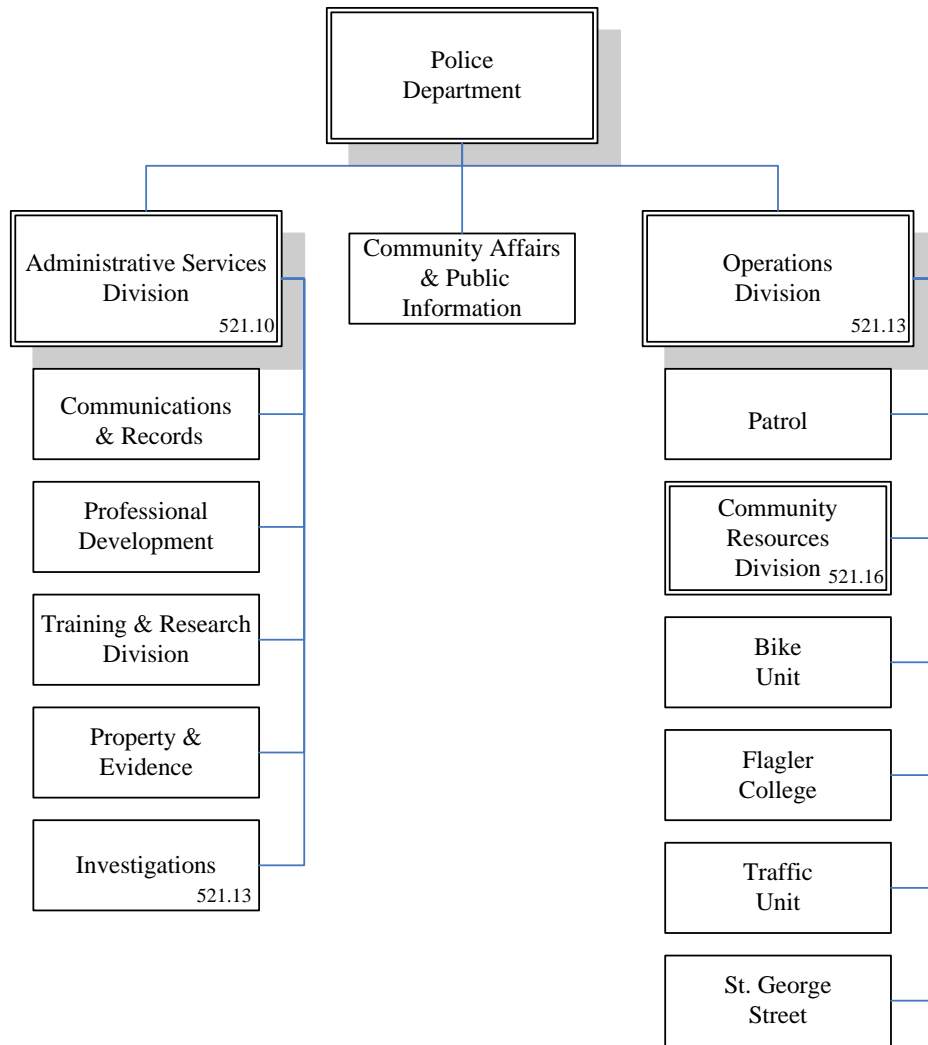 Police
Department
Administrative Services
Division
521.10
Community Affairs
& Public
Information
Operations
Division
521.13
Communications
& Records
Professional
Development
Training & Research
Division
Property &
Evidence
Investigations
521.13
Patrol
Community
Resources
Division 521.16
Bike
Unit
Flagler
College
Traffic
Unit
St. George
Street